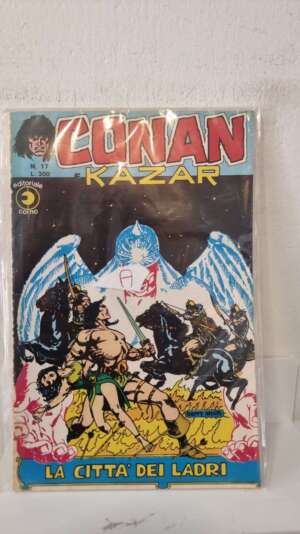 CONAN
E KAZAR
N. 17
L. 300
editoriale
corno
LA CITTA' DEI LADRI